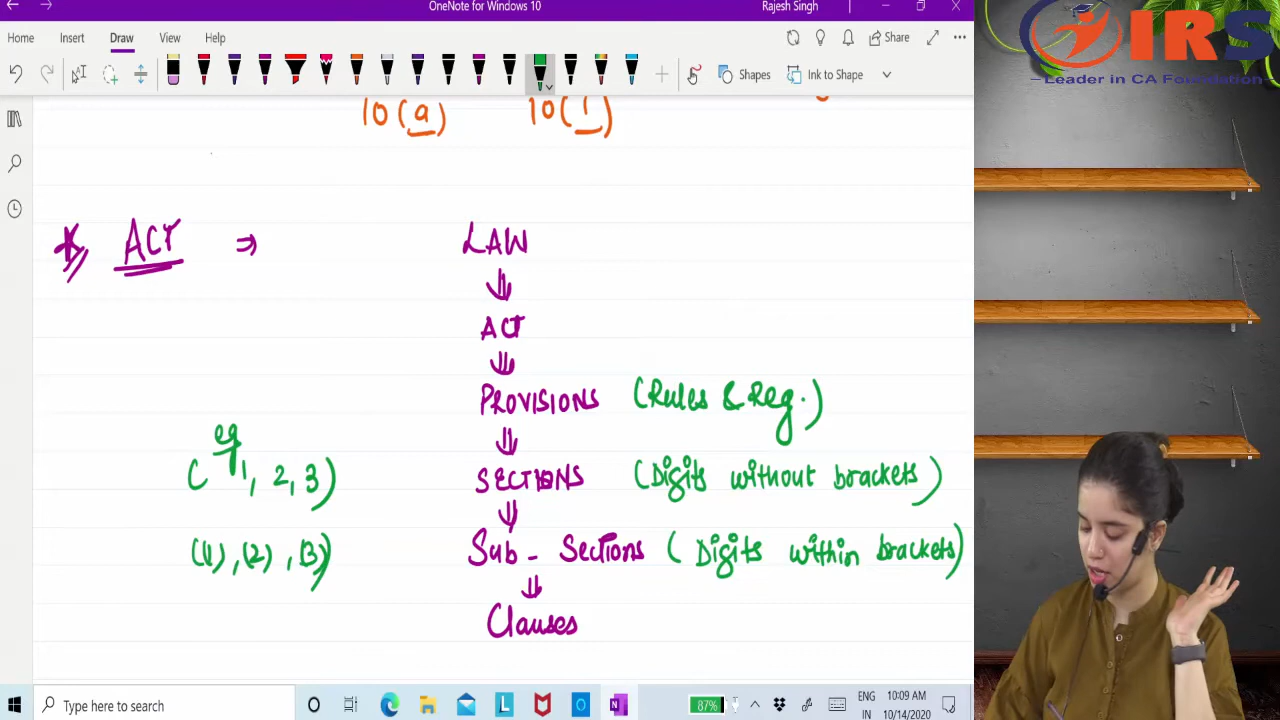 OneNote for Windows 10
Rajesh Singh
Home Insert Draw View Help
Share
Shapes
Ink to Shape
IRS
Leader in CA Foundation
10 (a) 10 (i)
ACT ⇒ LAW
ACT
PROVISIONS (Rules & Reg.)
eg
( 1, 2, 3) SECTIONS (Digits without brackets)
(1), (2), (3) Sub - Sections (Digits within brackets)
Clauses
Type here to search
87%
ENG
IN
10:09 AM
10/14/2020